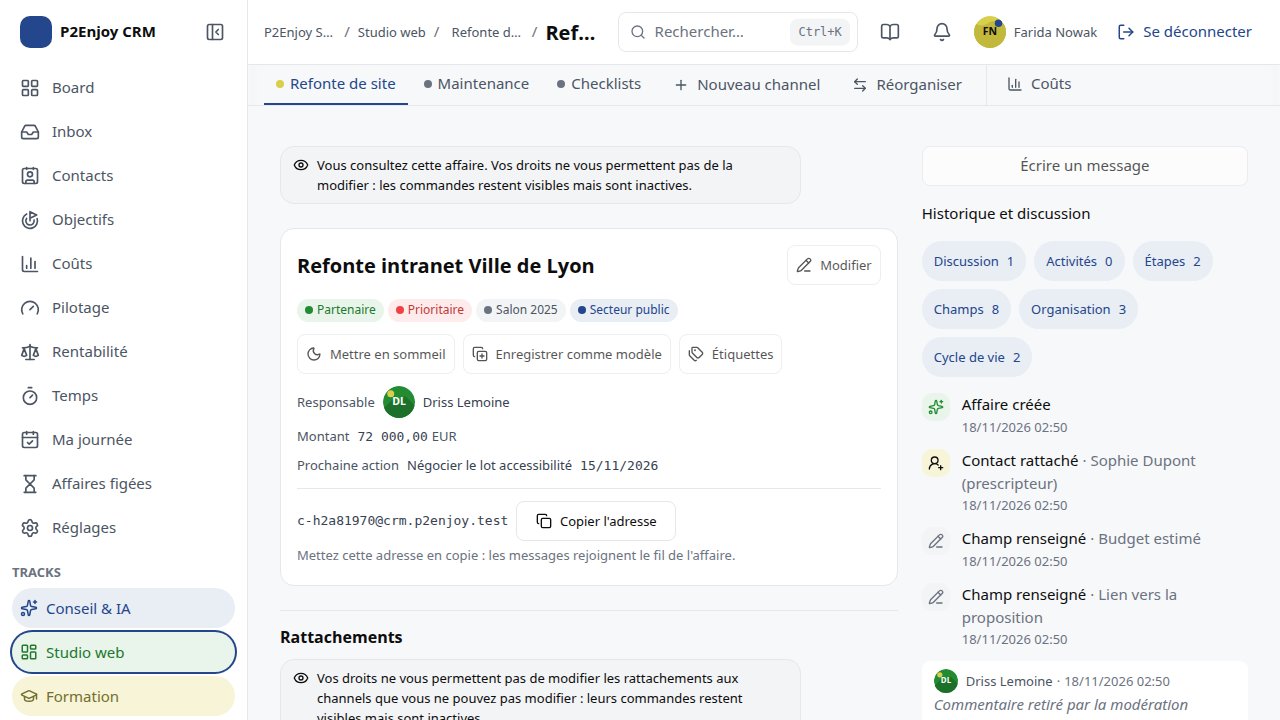 P2Enjoy CRM
Board
Inbox
Contacts
Objectifs
Coûts
Pilotage
Rentabilité
Temps
Ma journée
Affaires figées
Réglages
TRACKS
Conseil & IA
Studio web
Formation
P2Enjoy S... / Studio web / Refonte d... / Ref...
Rechercher... Ctrl+K
FN Farida Nowak Se déconnecter
Refonte de site Maintenance Checklists Nouveau channel Réorganiser Coûts
Vous consultez cette affaire. Vos droits ne vous permettent pas de la
modifier : les commandes restent visibles mais sont inactives.
Refonte intranet Ville de Lyon
Modifier
Partenaire Prioritaire Salon 2025 Secteur public
Mettre en sommeil Enregistrer comme modèle Étiquettes
Responsable DL Driss Lemoine
Montant 72 000,00 EUR
Prochaine action Négocier le lot accessibilité 15/11/2026
c-h2a81970@crm.p2enjoy.test Copier l'adresse
Mettez cette adresse en copie : les messages rejoignent le fil de l'affaire.
Rattachements
Vos droits ne vous permettent pas de modifier les rattachements aux
channels que vous ne pouvez pas modifier : leurs commandes restent
visibles mais sont inactives.
Écrire un message
Historique et discussion
Discussion 1 Activités 0 Étapes 2
Champs 8 Organisation 3
Cycle de vie 2
Affaire créée
18/11/2026 02:50
Contact rattaché · Sophie Dupont
(prescripteur)
18/11/2026 02:50
Champ renseigné · Budget estimé
18/11/2026 02:50
Champ renseigné · Lien vers la
proposition
18/11/2026 02:50
DL Driss Lemoine · 18/11/2026 02:50
Commentaire retiré par la modération